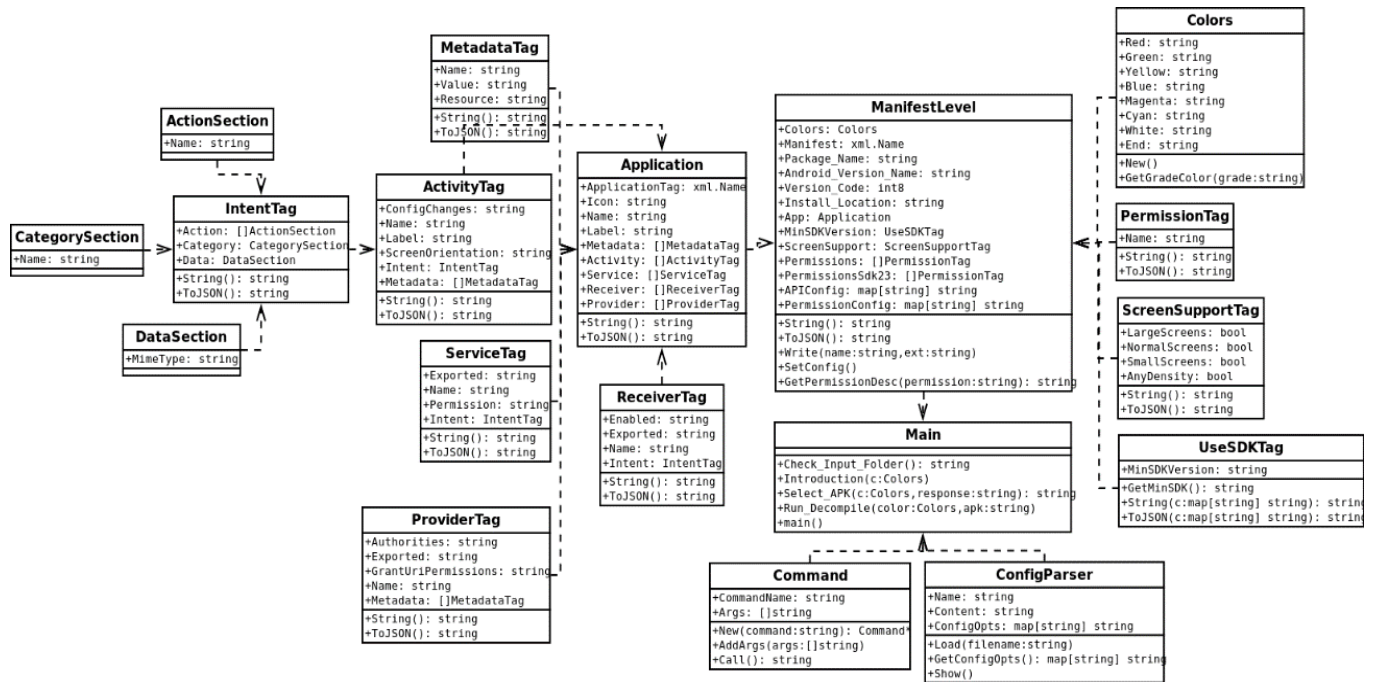 MetadataTag
+Name: string
+Value: string
+Resource: string
+String(): string
+ToJSON(): string
ActionSection
+Name: string
CategorySection
+Name: string
IntentTag
+Action: []ActionSection
+Category: CategorySection
+Data: DataSection
+String(): string
+ToJSON(): string
DataSection
+MimeType: string
ActivityTag
+ConfigChanges: string
+Name: string
+Label: string
+ScreenOrientation: string
+Intent: IntentTag
+Metadata: []MetadataTag
+String(): string
+ToJSON(): string
ServiceTag
+Exported: string
+Name: string
+Permission: string
+Intent: IntentTag
+String(): string
+ToJSON(): string
ProviderTag
+Authorities: string
+Exported: string
+GrantUriPermissions: string
+Name: string
+Metadata: []MetadataTag
+String(): string
+ToJSON(): string
Application
+ApplicationTag: xml.Name
+Icon: string
+Name: string
+Label: string
+Metadata: []MetadataTag
+Activity: []ActivityTag
+Service: []ServiceTag
+Receiver: []ReceiverTag
+Provider: []ProviderTag
+String(): string
+ToJSON(): string
ReceiverTag
+Enabled: string
+Exported: string
+Name: string
+Intent: IntentTag
+String(): string
+ToJSON(): string
ManifestLevel
+Colors: Colors
+Manifest: xml.Name
+Package_Name: string
+Android_Version_Name: string
+Version_Code: int8
+Install_Location: string
+App: Application
+MinSDKVersion: UseSDKTag
+ScreenSupport: ScreenSupportTag
+Permissions: []PermissionTag
+PermissionsSdk23: []PermissionTag
+APIConfig: map[string] string
+PermissionConfig: map[string] string
+String(): string
+ToJSON(): string
+Write(name:string,ext:string)
+SetConfig()
+GetPermissionDesc(permission:string): string
Main
+Check_Input_Folder(): string
+Introduction(c:Colors)
+Select_APK(c:Colors,response:string): string
+Run_Decompile(color:Colors,apk:string)
+main()
Command
+CommandName: string
+Args: []string
+New(command:string): Command*
+AddArgs(args:[]string)
+Call(): string
ConfigParser
+Name: string
+Content: string
+ConfigOpts: map[string] string
+Load(filename:string)
+GetConfigOpts(): map[string] string
+Show()
Colors
+Red: string
+Green: string
+Yellow: string
+Blue: string
+Magenta: string
+Cyan: string
+White: string
+End: string
+New()
+GetGradeColor(grade:string)
PermissionTag
+Name: string
+String(): string
+ToJSON(): string
ScreenSupportTag
+LargeScreens: bool
+NormalScreens: bool
+SmallScreens: bool
+AnyDensity: bool
+String(): string
+ToJSON(): string
UseSDKTag
+MinSDKVersion: string
+GetMinSDK(): string
+String(c:map[string] string): string
+ToJSON(c:map[string] string): string